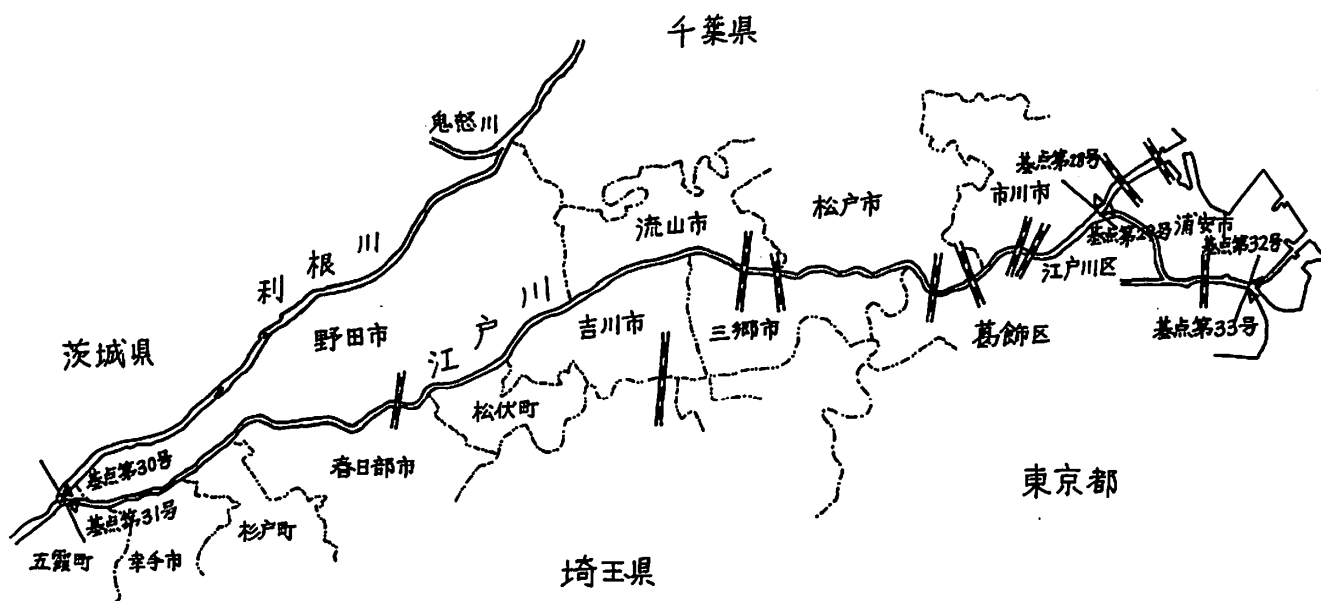 千葉県
鬼怒川
利根川
茨城県
野田市
江戸川
流山市
松戸市
市川市
基点第28号
基点第29号
浦安市
基点第32号
江戸川区
基点第33号
吉川市
三郷市
葛飾区
松伏町
春日部市
基点第30号
基点第31号
五霞町
幸手市
杉戸町
東京都
埼玉県